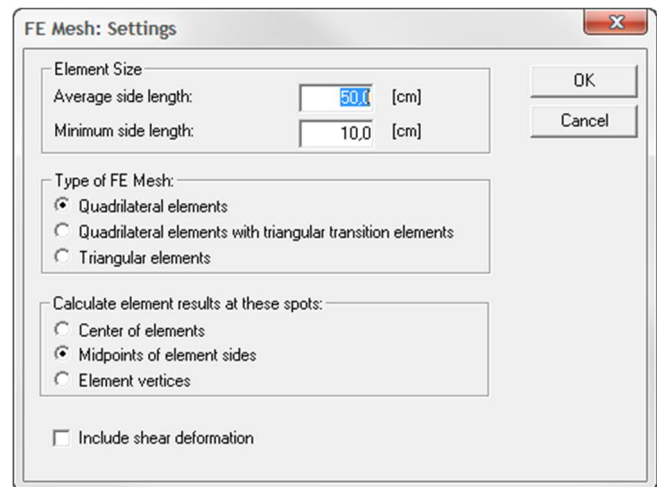 FE Mesh: Settings
Element Size
Average side length: 50,0 [cm]
Minimum side length: 10,0 [cm]
OK
Cancel
Type of FE Mesh:
Quadrilateral elements
Quadrilateral elements with triangular transition elements
Triangular elements
Calculate element results at these spots:
Center of elements
Midpoints of element sides
Element vertices
Include shear deformation